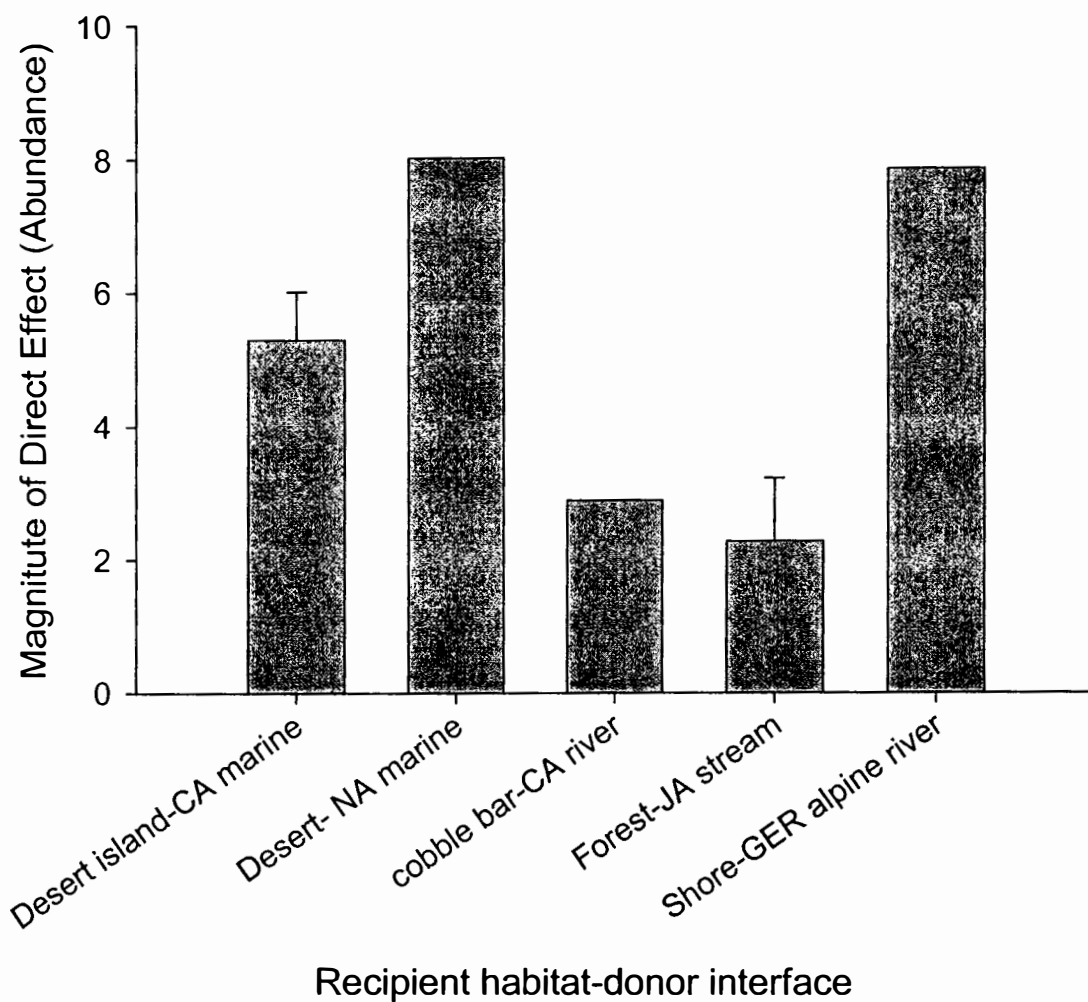 Magnitute of Direct Effect (Abundance)
10
8
6
4
2
0
Desert island-CA marine
Desert- NA marine
cobble bar-CA river
Forest-JA stream
Shore-GER alpine river
Recipient habitat-donor interface